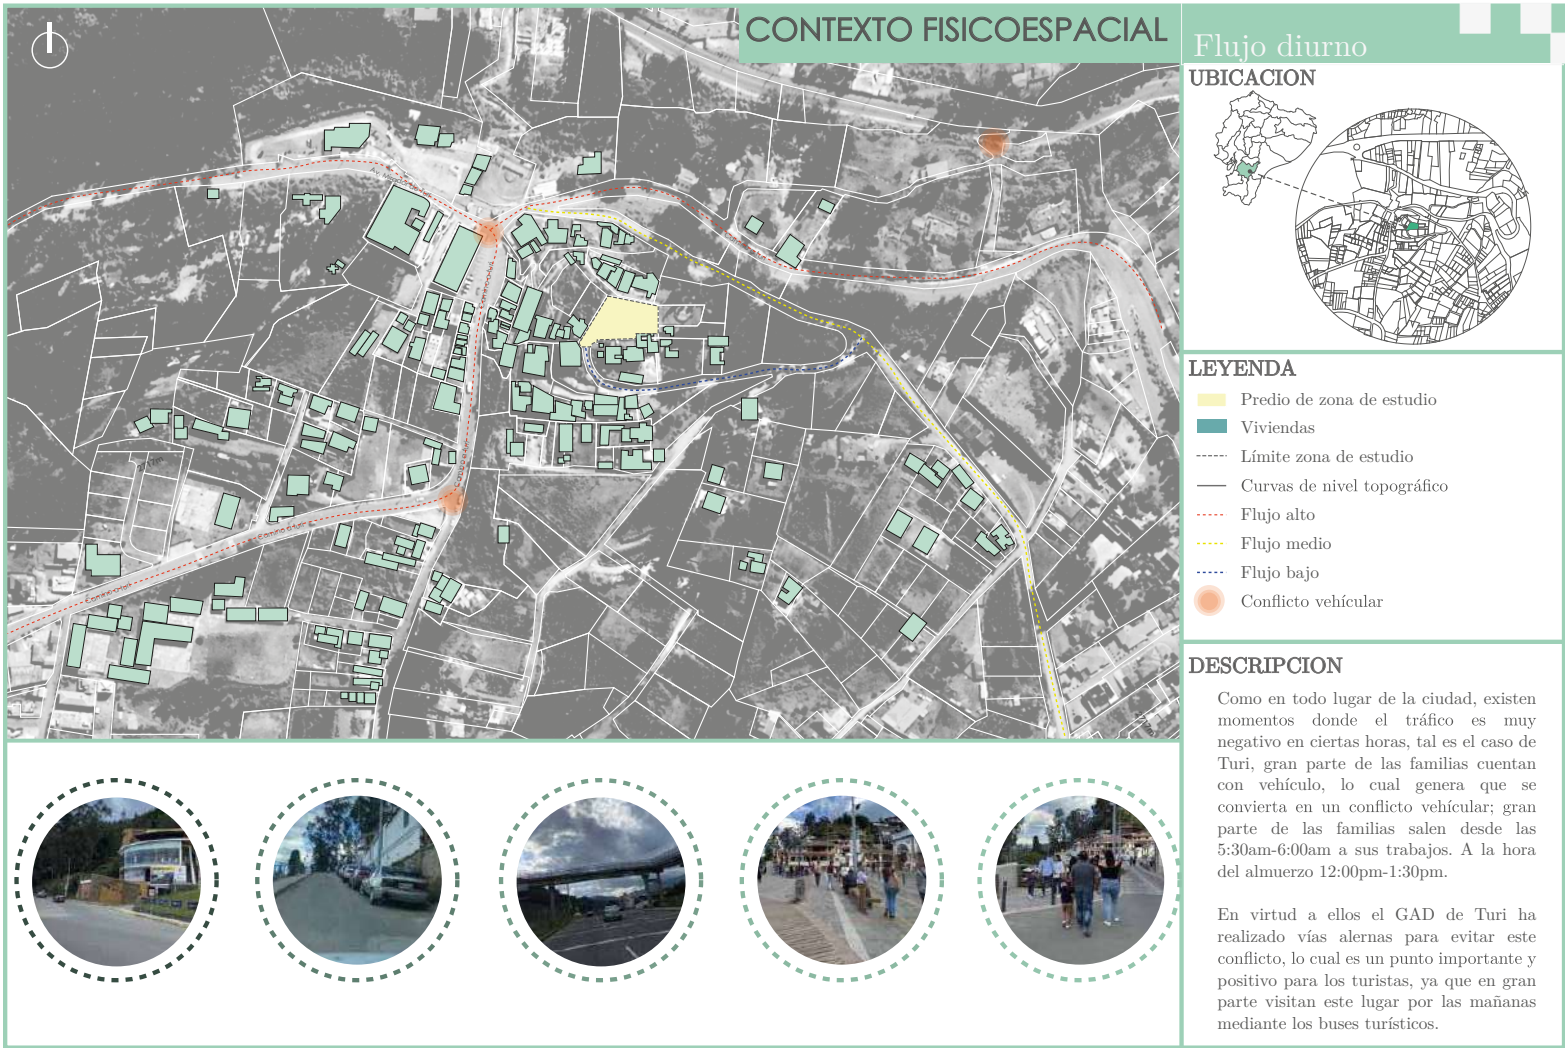 CONTEXTO FISICOESPACIAL
Flujo diurno
UBICACION
LEYENDA
Predio de zona de estudio
Viviendas
Límite zona de estudio
Curvas de nivel topográfico
Flujo alto
Flujo medio
Flujo bajo
Conflicto vehícular
DESCRIPCION
Como en todo lugar de la ciudad, existen
momentos donde el tráfico es muy
negativo en ciertas horas, tal es el caso de
Turi, gran parte de las familias cuentan
con vehículo, lo cual genera que se
convierta en un conflicto vehícular; gran
parte de las familias salen desde las
5:30am-6:00am a sus trabajos. A la hora
del almuerzo 12:00pm-1:30pm.
En virtud a ellos el GAD de Turi ha
realizado vías alernas para evitar este
conflicto, lo cual es un punto importante y
positivo para los turistas, ya que en gran
parte visitan este lugar por las mañanas
mediante los buses turísticos.